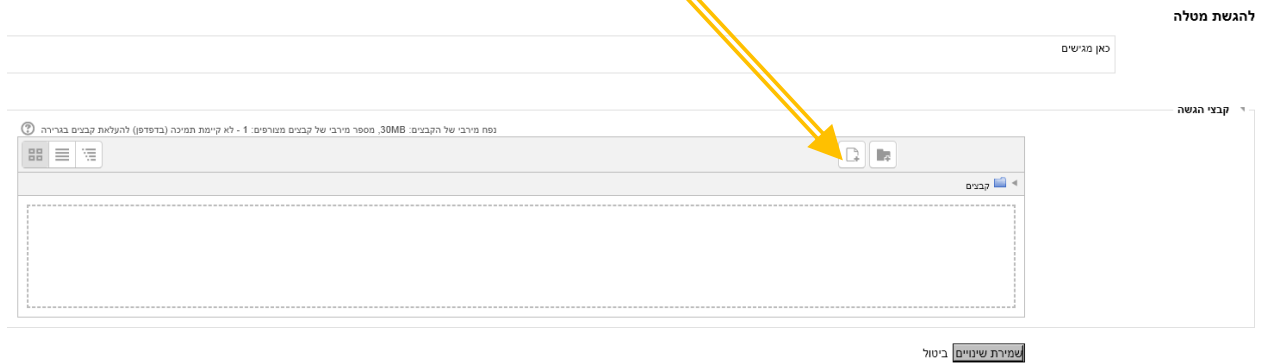 להגשת מטלה
כאן מגישים
קבצי הגשה
נפח מירבי של הקבצים: 30MB, מספר מירבי של קבצים מצורפים: 1 - לא קיימת תמיכה (בדפדפן) להעלאת קבצים בגרירה
קבצים
שמירת שינויים ביטול